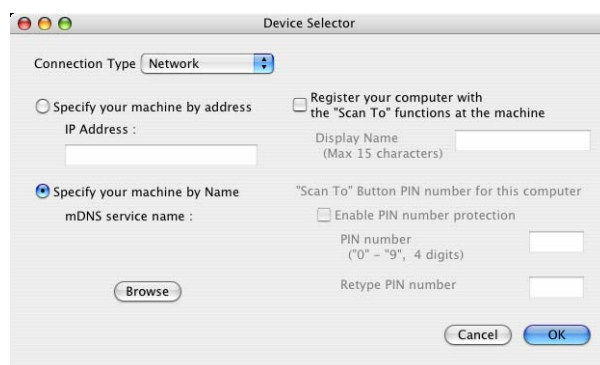 Device Selector
Connection Type Network
Specify your machine by address
IP Address :
Specify your machine by Name
mDNS service name :
Browse
Register your computer with
the "Scan To" functions at the machine
Display Name
(Max 15 characters)
"Scan To" Button PIN number for this computer
Enable PIN number protection
PIN number
("0" – "9", 4 digits)
Retype PIN number
Cancel OK